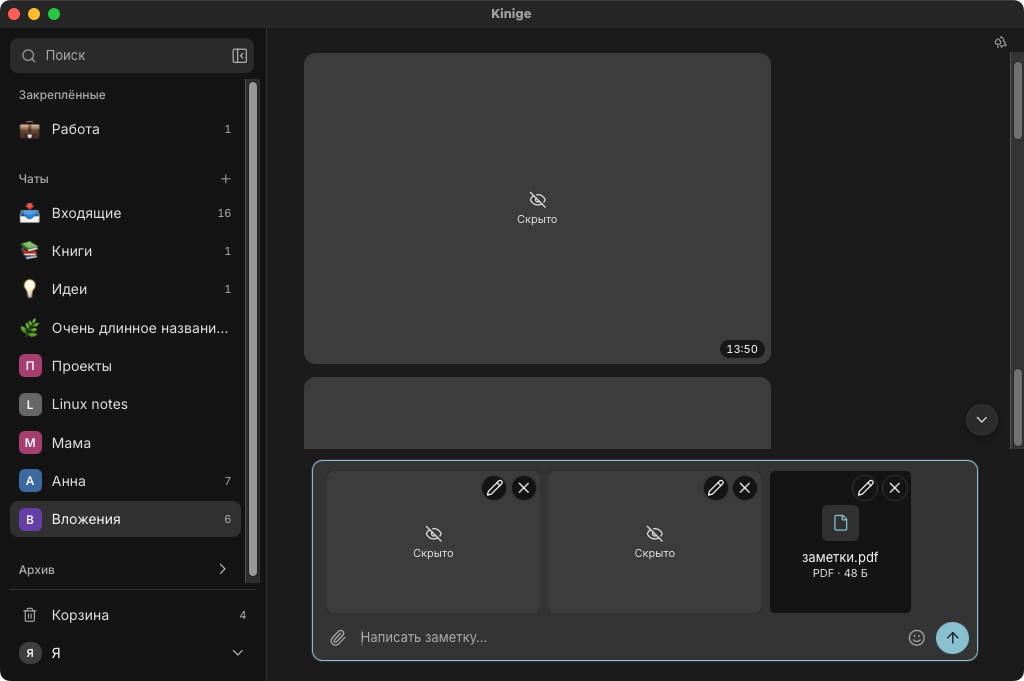 Kinige
Поиск
Закреплённые
Работа 1
Чаты
Входящие 16
Книги 1
Идеи 1
Очень длинное названи...
П Проекты
L Linux notes
М Мама
А Анна 7
В Вложения 6
Архив
Корзина 4
Я Я
Скрыто
13:50
Скрыто
Скрыто
заметки.pdf
PDF · 48 Б
Написать заметку...